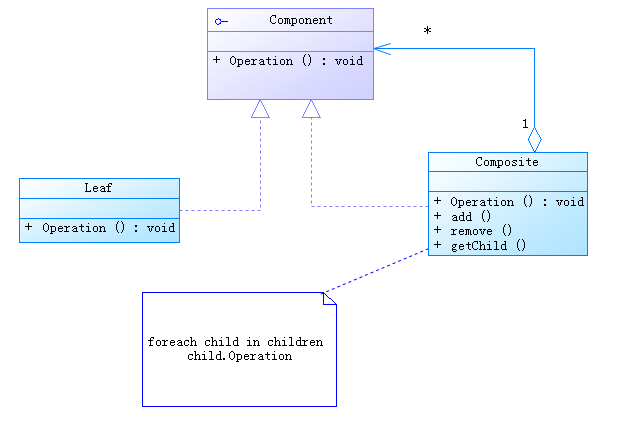 Component
+ Operation () : void
*
1
Composite
+ Operation () : void
+ add ()
+ remove ()
+ getChild ()
Leaf
+ Operation () : void
foreach child in children
child.Operation